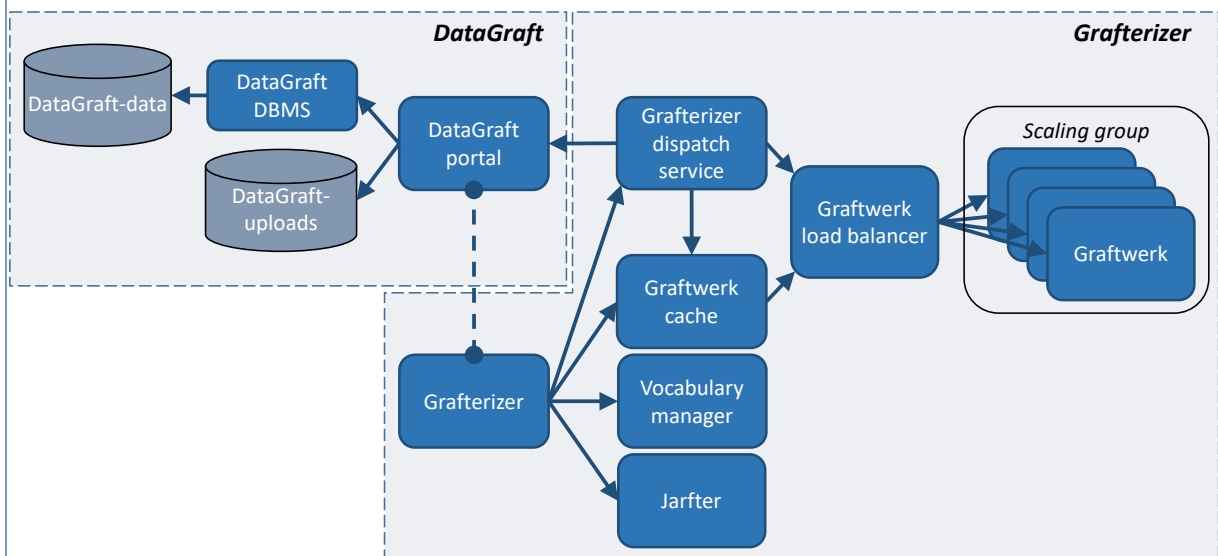 DataGraft
Grafterizer
DataGraft-data
DataGraft
DBMS
DataGraft
portal
DataGraft-
uploads
Grafterizer
dispatch
service
Graftwerk
load balancer
Scaling group
Graftwerk
Graftwerk
cache
Grafterizer
Vocabulary
manager
Jarfter